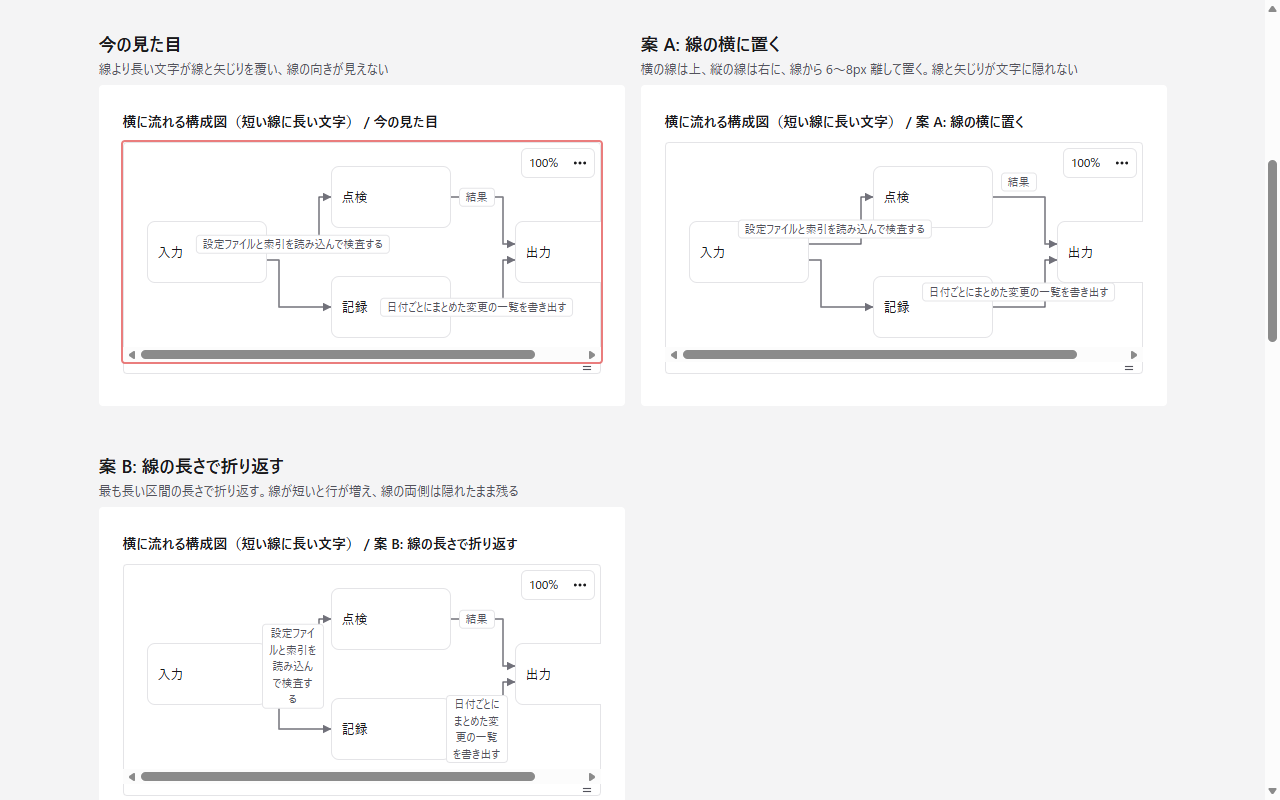 今の見た目
線より長い文字が線と矢じりを覆い、線の向きが見えない
横に流れる構成図（短い線に長い文字） / 今の見た目
100%
点検
結果
入力
設定ファイルと索引を読み込んで検査する
出力
記録
日付ごとにまとめた変更の一覧を書き出す
案 A: 線の横に置く
横の線は上、縦の線は右に、線から 6～8px 離して置く。線と矢じりが文字に隠れない
横に流れる構成図（短い線に長い文字） / 案 A: 線の横に置く
100%
結果
点検
設定ファイルと索引を読み込んで検査する
入力
出力
日付ごとにまとめた変更の一覧を書き出す
記録
案 B: 線の長さで折り返す
最も長い区間の長さで折り返す。線が短いと行が増え、線の両側は隠れたまま残る
横に流れる構成図（短い線に長い文字） / 案 B: 線の長さで折り返す
100%
点検
結果
設定ファイ
ルと索引を
読み込ん
で検査す
る
入力
出力
記録
日付ごとに
まとめた変
更の一覧
を書き出す